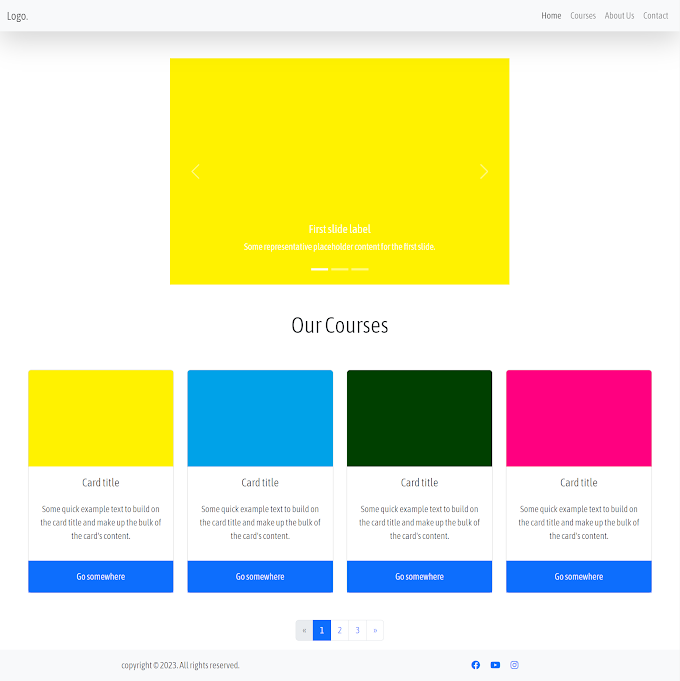 Logo.
Home Courses About Us Contact
First slide label
Some representative placeholder content for the first slide.
Our Courses
Card title
Some quick example text to build on
the card title and make up the bulk of
the card's content.
Go somewhere
Card title
Some quick example text to build on
the card title and make up the bulk of
the card's content.
Go somewhere
Card title
Some quick example text to build on
the card title and make up the bulk of
the card's content.
Go somewhere
Card title
Some quick example text to build on
the card title and make up the bulk of
the card's content.
Go somewhere
« 1 2 3 »
copyright © 2023. All rights reserved.